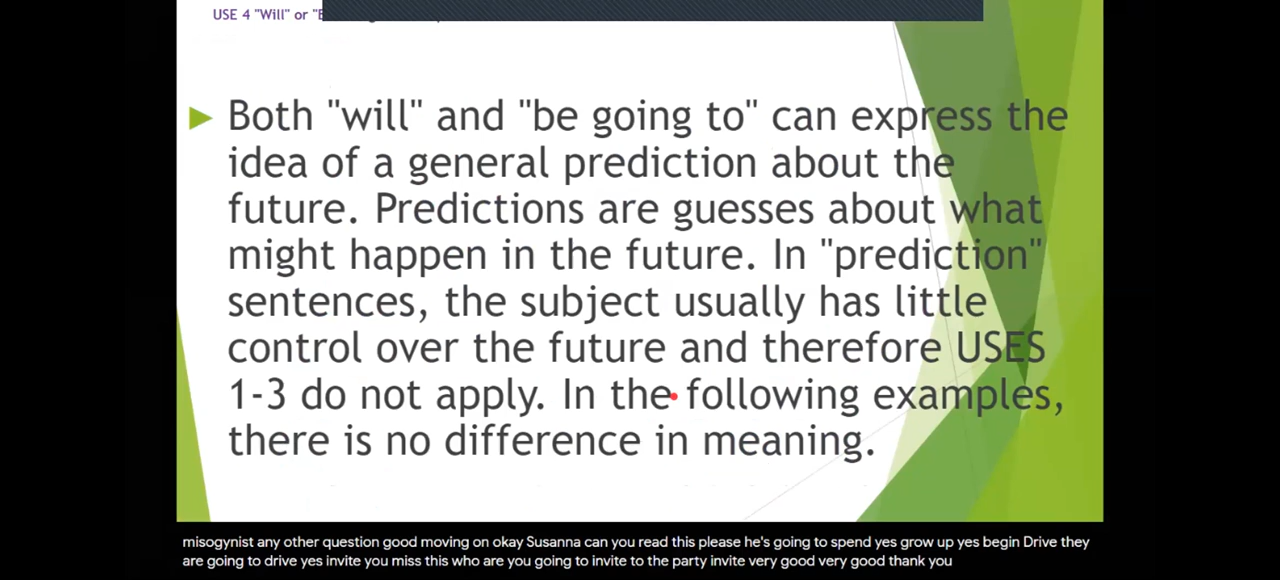 USE 4 "Will" or
Both "will" and "be going to" can express the
idea of a general prediction about the
future. Predictions are guesses about what
might happen in the future. In "prediction"
sentences, the subject usually has little
control over the future and therefore USES
1-3 do not apply. In the following examples,
there is no difference in meaning.
misogynist any other question good moving on okay Susanna can you read this please he's going to spend yes grow up yes begin Drive they
are going to drive yes invite you miss this who are you going to invite to the party invite very good very good thank you